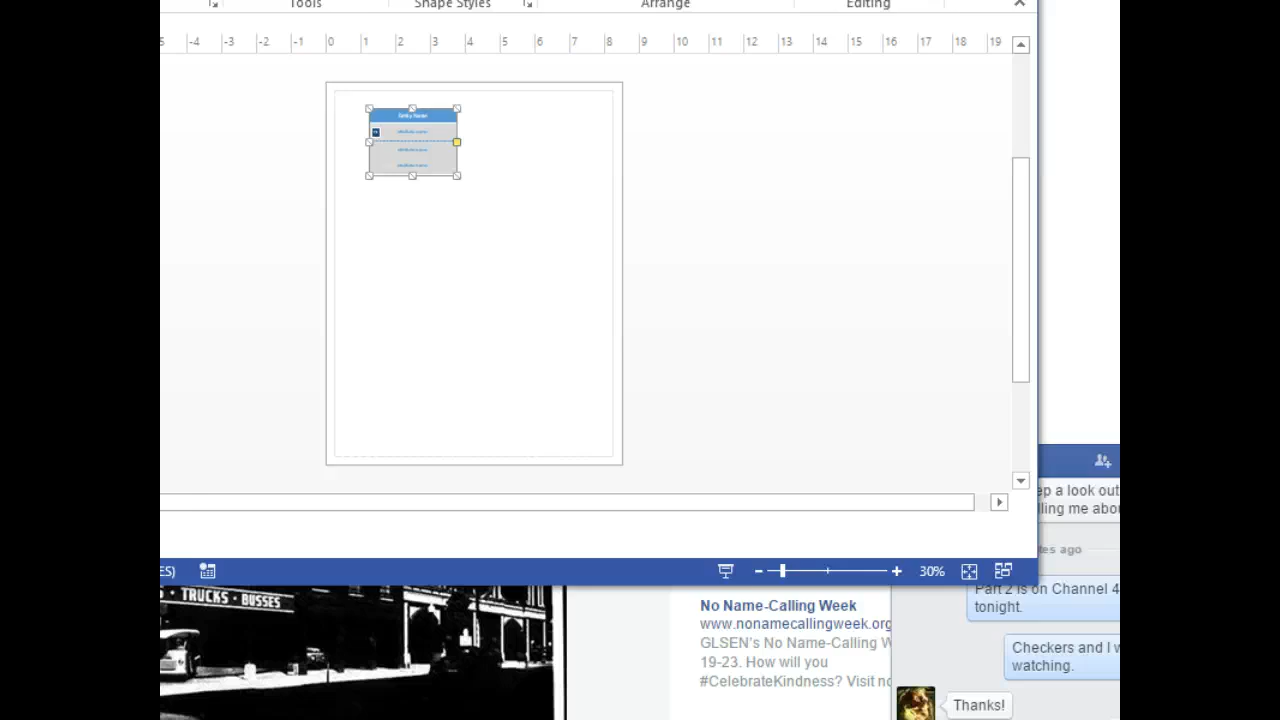 Tools Shape Styles Arrange Editing
5 -4 -3 -2 -1 0 1 2 3 4 5 6 7 8 9 10 11 12 13 14 15 16 17 18 19
Entity Name
ep a look out
lling me abou
tes ago
ES) 30%
Part 2 is on Channel 4
tonight.
TRUCKS · BUSSES
No Name-Calling Week
www.nonamecallingweek.org
GLSEN's No Name-Calling W
19-23. How will you
#CelebrateKindness? Visit no
Checkers and I w
watching.
Thanks!